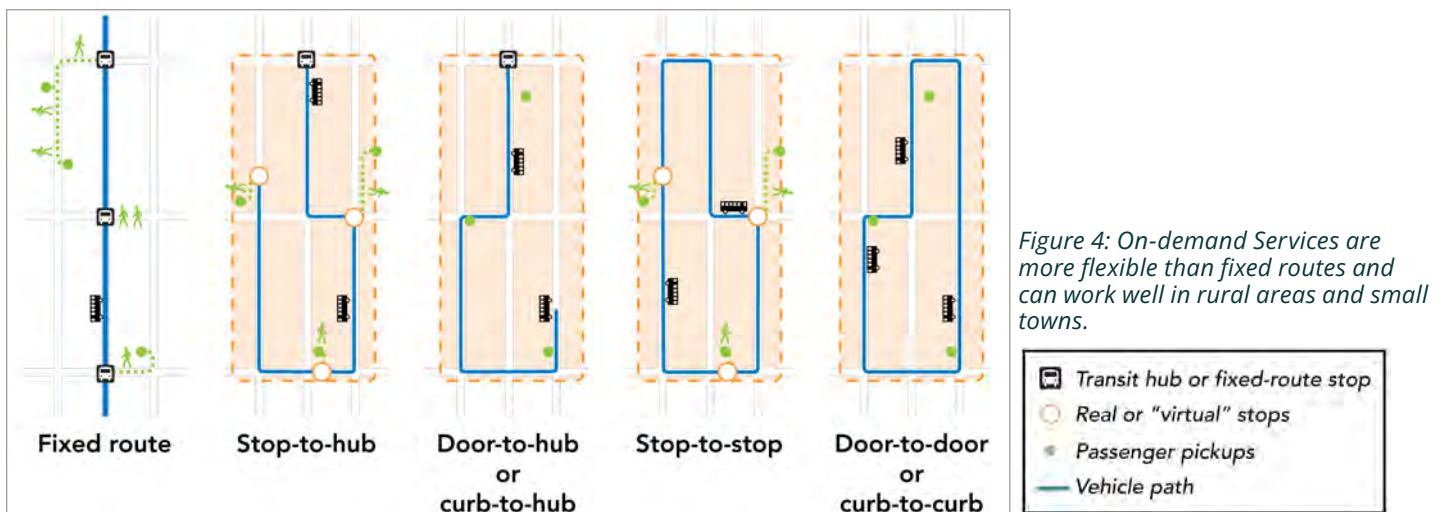 Fixed route
Stop-to-hub
Door-to-hub
or
curb-to-hub
Stop-to-stop
Door-to-door
or
curb-to-curb
Figure 4: On-demand Services are
more flexible than fixed routes and
can work well in rural areas and small
towns.
Transit hub or fixed-route stop
Real or "virtual" stops
Passenger pickups
Vehicle path